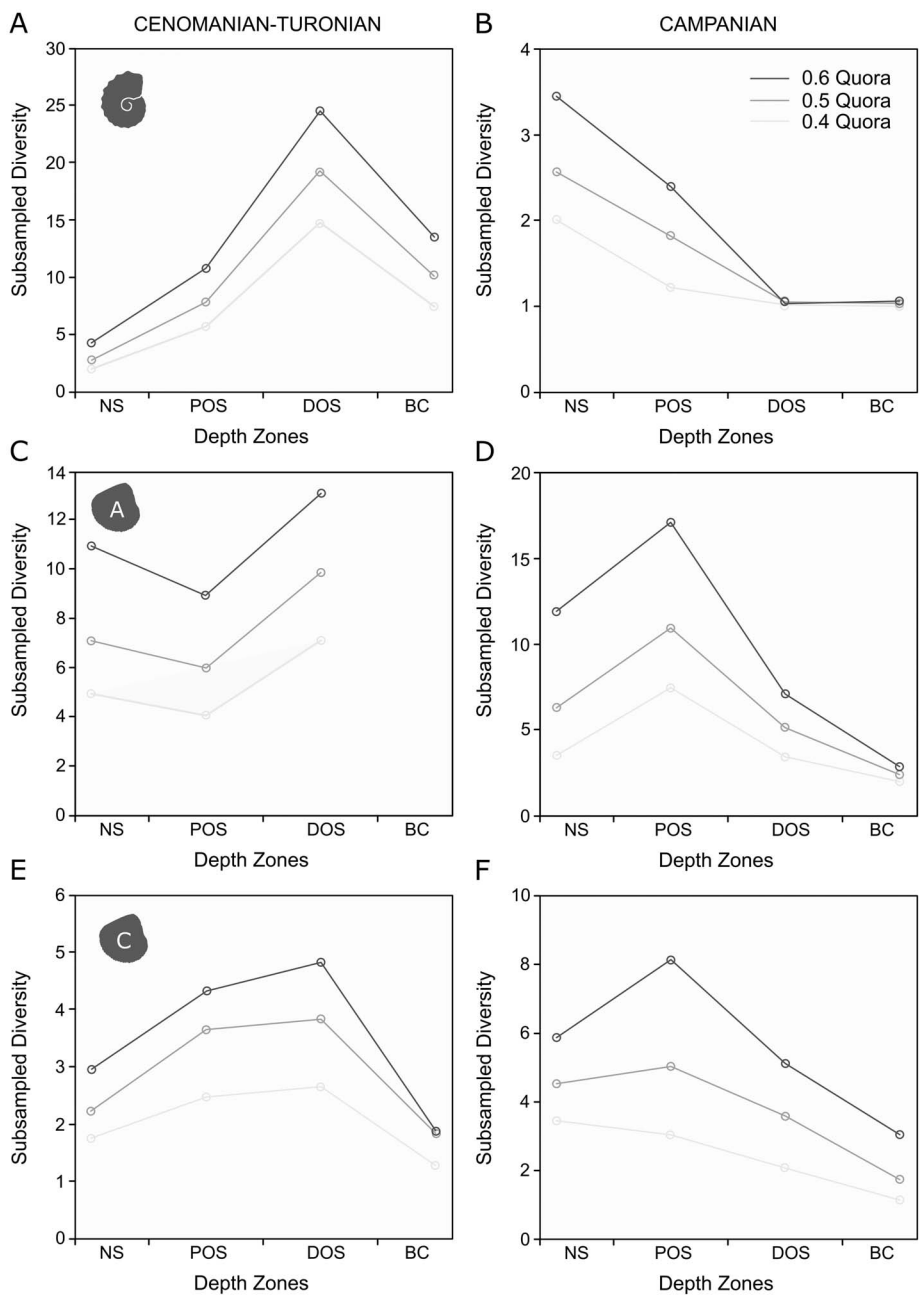 A CENOMANIAN-TURONIAN
Subsampled Diversity
30
25
20
15
10
5
0
NS POS DOS BC
Depth Zones
B CAMPANIAN
Subsampled Diversity
4
3
2
1
0
0.6 Quora
0.5 Quora
0.4 Quora
NS POS DOS BC
Depth Zones
C
A
Subsampled Diversity
14
12
10
8
6
4
2
0
NS POS DOS BC
Depth Zones
D
Subsampled Diversity
20
15
10
5
0
NS POS DOS BC
Depth Zones
E
C
Subsampled Diversity
6
5
4
3
2
1
0
NS POS DOS BC
Depth Zones
F
Subsampled Diversity
10
8
6
4
2
0
NS POS DOS BC
Depth Zones